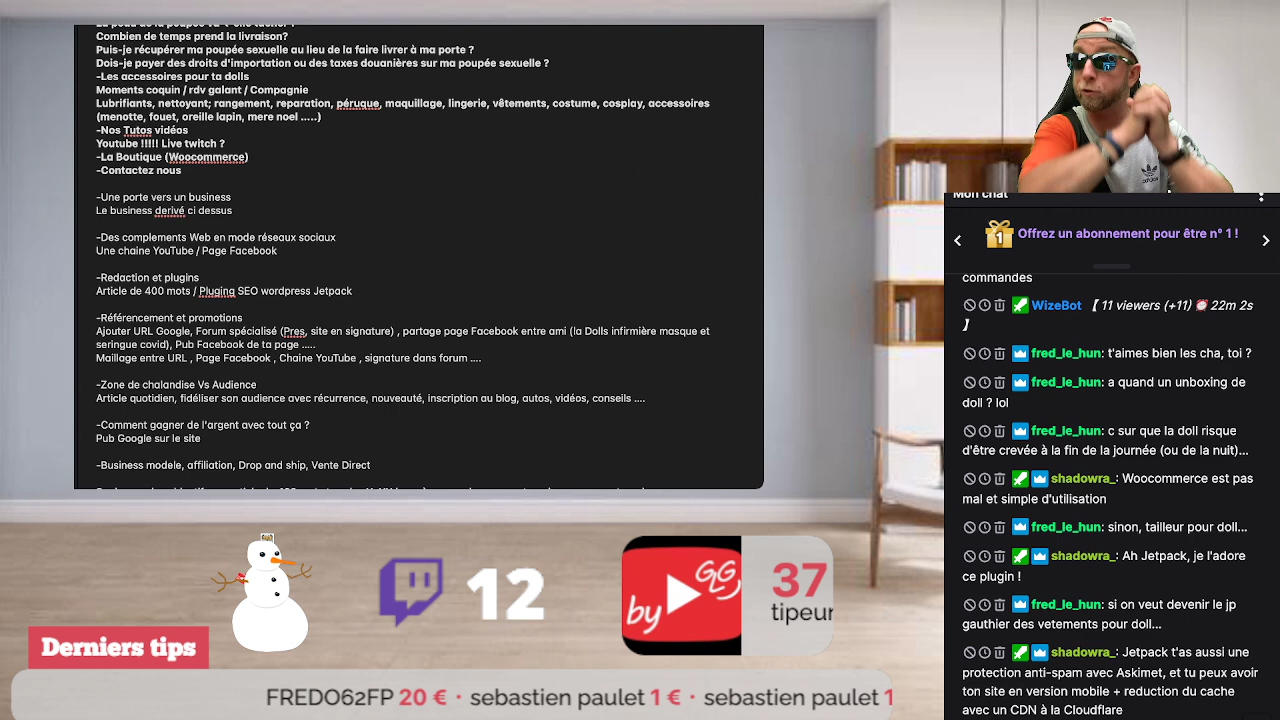 Combien de temps prend la livraison?
Puis-je récupérer ma poupée sexuelle au lieu de la faire livrer à ma porte ?
Dois-je payer des droits d'importation ou des taxes douanières sur ma poupée sexuelle ?
-Les accessoires pour ta dolls
Moments coquin / rdv galant / Compagnie
Lubrifiants, nettoyant; rangement, reparation, péruque, maquillage, lingerie, vêtements, costume, cosplay, accessoires
(menotte, fouet, oreille lapin, mere noel .....)
-Nos Tutos vidéos
Youtube !!!!! Live twitch ?
-La Boutique (Woocommerce)
-Contactez nous
-Une porte vers un business
Le business derivé ci dessus
-Des complements Web en mode réseaux sociaux
Une chaine YouTube / Page Facebook
-Redaction et plugins
Article de 400 mots / Pluging SEO wordpress Jetpack
-Référencement et promotions
Ajouter URL Google, Forum spécialisé (Pres, site en signature) , partage page Facebook entre ami (la Dolls infirmière masque et
seringue covid), Pub Facebook de ta page .....
Maillage entre URL , Page Facebook , Chaine YouTube , signature dans forum ....
-Zone de chalandise Vs Audience
Article quotidien, fidéliser son audience avec récurrence, nouveauté, inscription au blog, autos, vidéos, conseils ....
-Comment gagner de l'argent avec tout ça ?
Pub Google sur le site
-Business modele, affiliation, Drop and ship, Vente Direct
Mon chat
1
Offrez un abonnement pour être n° 1 !
commandes
WizeBot 【 11 viewers (+11) ⏰ 22m 2s
】
fred_le_hun: t'aimes bien les cha, toi ?
fred_le_hun: a quand un unboxing de
doll ? lol
fred_le_hun: c sur que la doll risque
d'être crevée à la fin de la journée (ou de la nuit)...
shadowra_: Woocommerce est pas
mal et simple d'utilisation
fred_le_hun: sinon, tailleur pour doll...
shadowra_: Ah Jetpack, je l'adore
ce plugin !
fred_le_hun: si on veut devenir le jp
gauthier des vetements pour doll...
shadowra_: Jetpack t'as aussi une
protection anti-spam avec Askimet, et tu peux avoir
ton site en version mobile + reduction du cache
avec un CDN à la Cloudflare
12
by GG
37
tipeur
Derniers tips
FREDO62FP 20 € · sebastien paulet 1 € · sebastien paulet 1